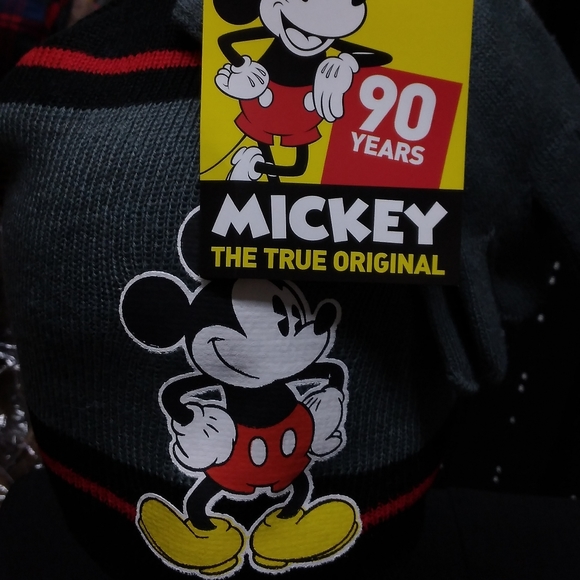 90
YEARS
MICKEY
THE TRUE ORIGINAL